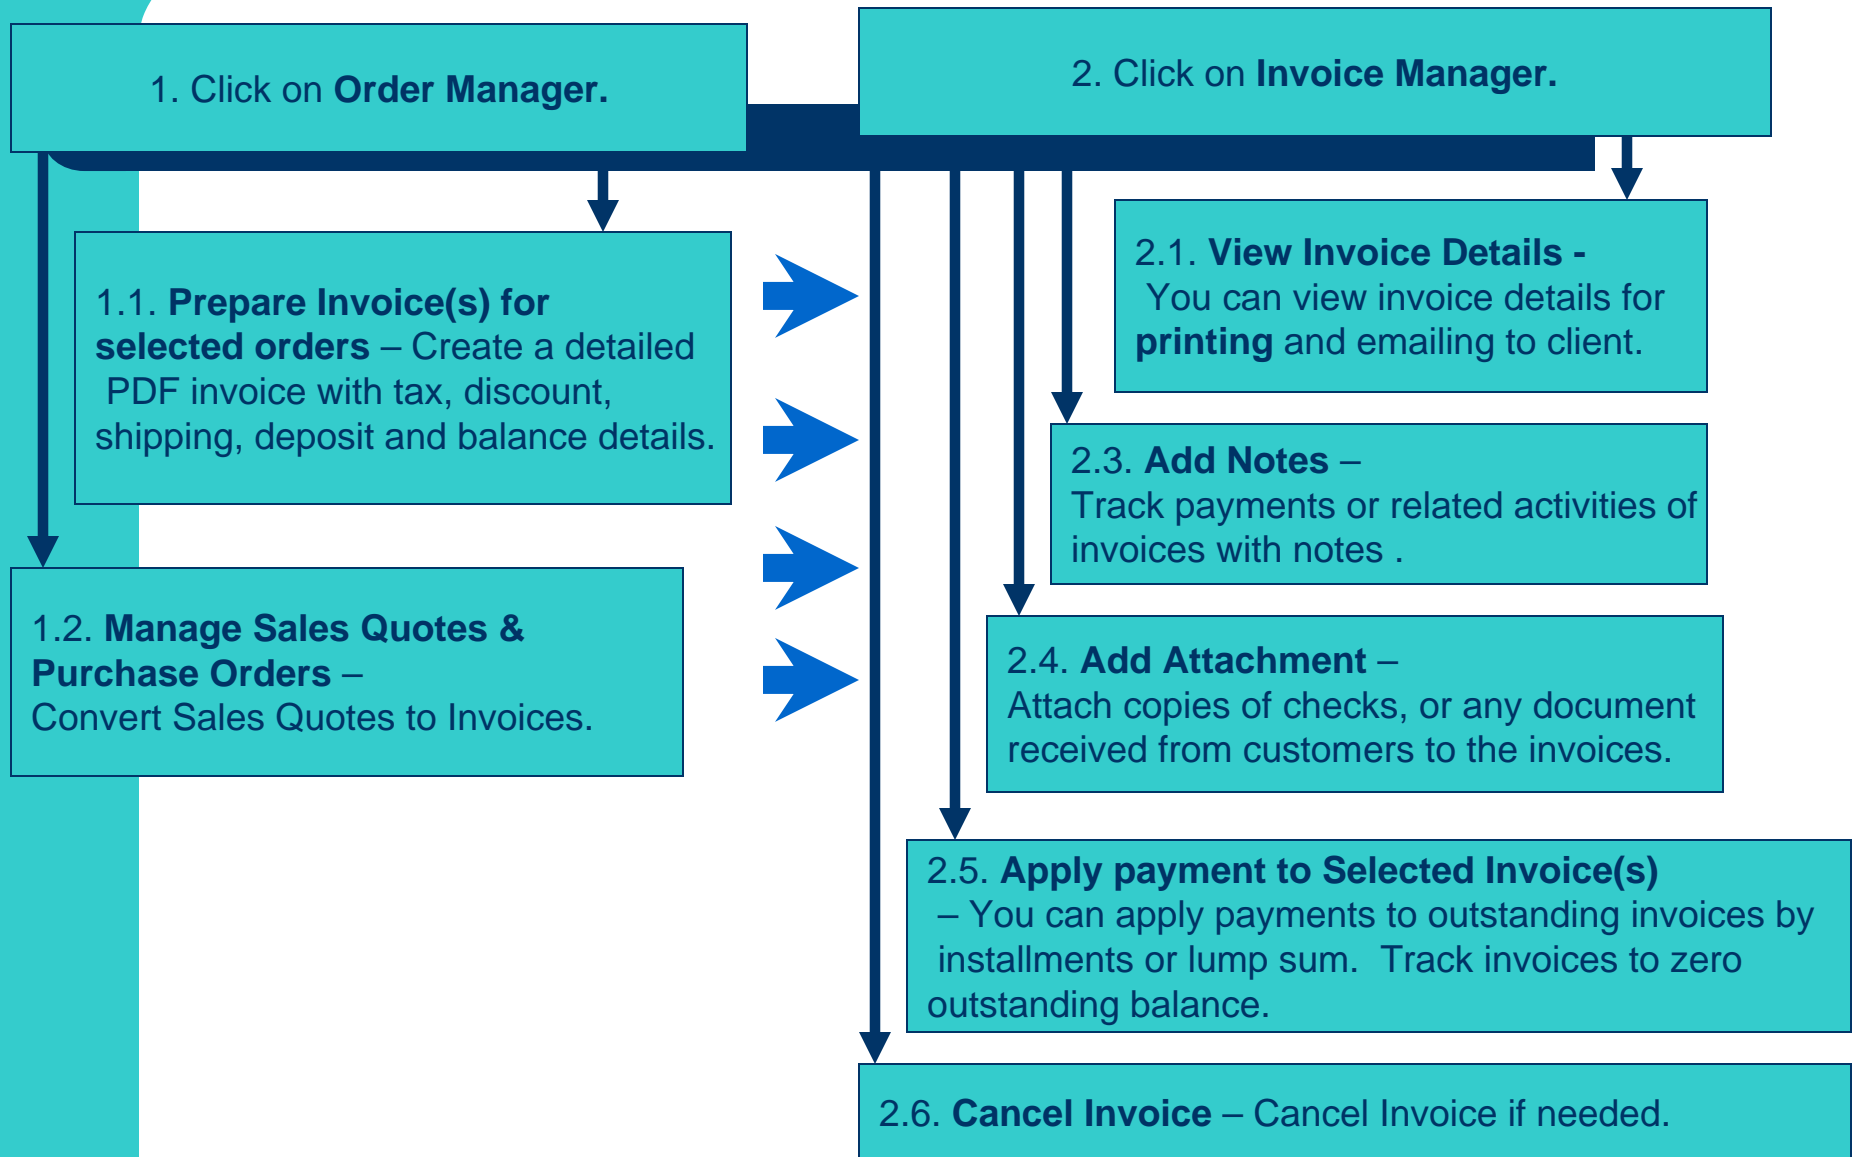 1. Click on Order Manager.
2. Click on Invoice Manager.
1.1. Prepare Invoice(s) for
selected orders – Create a detailed
PDF invoice with tax, discount,
shipping, deposit and balance details.
1.2. Manage Sales Quotes &
Purchase Orders –
Convert Sales Quotes to Invoices.
2.1. View Invoice Details -
You can view invoice details for
printing and emailing to client.
2.3. Add Notes –
Track payments or related activities of
invoices with notes .
2.4. Add Attachment –
Attach copies of checks, or any document
received from customers to the invoices.
2.5. Apply payment to Selected Invoice(s)
– You can apply payments to outstanding invoices by
installments or lump sum.  Track invoices to zero
outstanding balance.
2.6. Cancel Invoice – Cancel Invoice if needed.